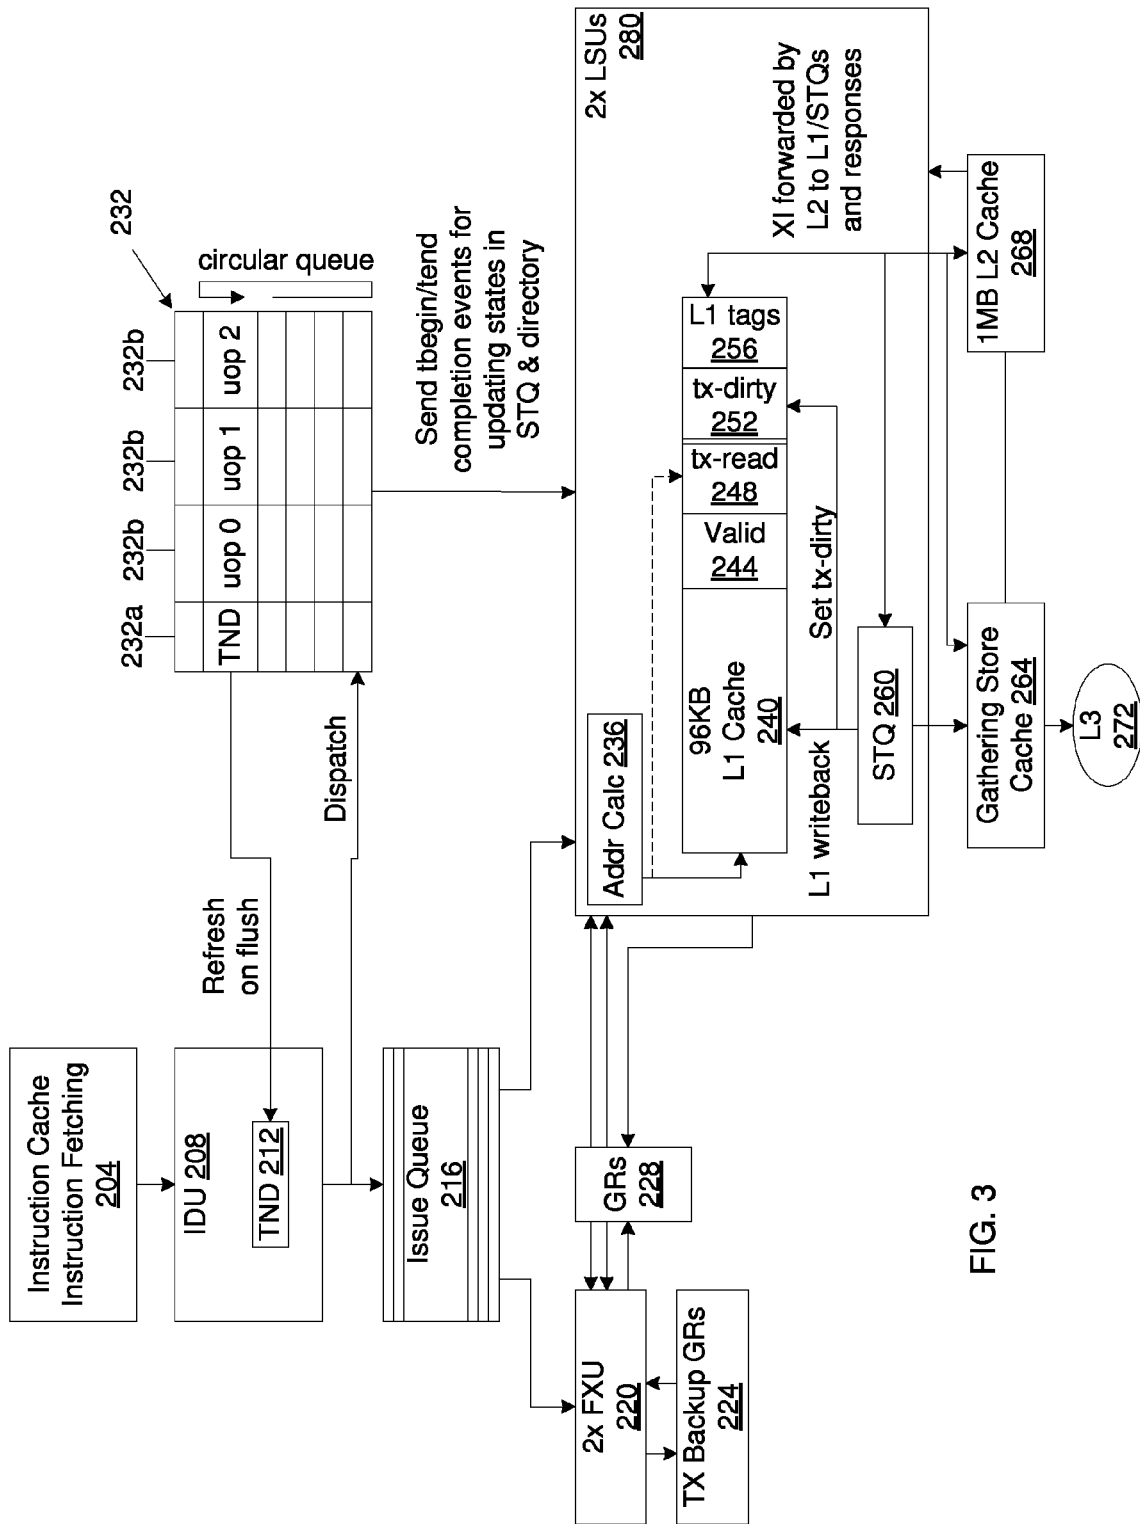 Instruction Cache
Instruction Fetching
204
IDU 208
TND 212
Refresh
on flush
Dispatch
Issue Queue
216
232
232a
232b
232b
232b
TND
uop 0
uop 1
uop 2
circular queue
Send tbegin/tend
completion events for
updating states in
STQ & directory
2x FXU
220
TX Backup GRs
224
GRs
228
2x LSUs
280
Addr Calc 236
96KB
L1 Cache
240
Valid
244
tx-read
248
tx-dirty
252
L1 tags
256
L1 writeback
Set tx-dirty
STQ 260
XI forwarded by
L2 to L1/STQs
and responses
Gathering Store
Cache 264
1MB L2 Cache
268
L3
272
FIG. 3